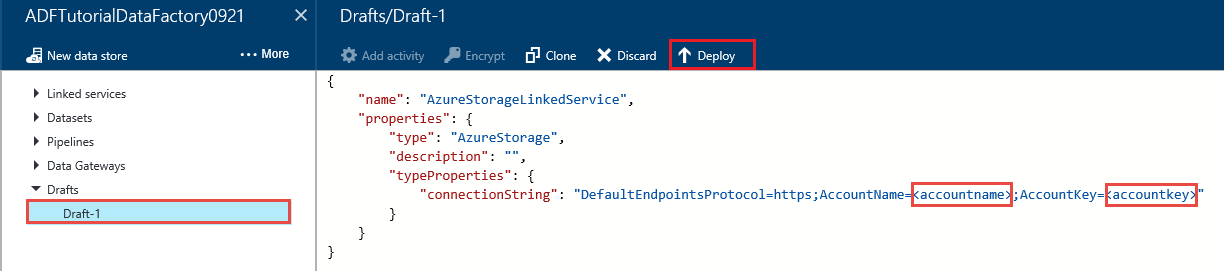 ADFTutorialDataFactory0921
New data store
••• More
Linked services
Datasets
Pipelines
Data Gateways
Drafts
Draft-1
Drafts/Draft-1
Add activity
Encrypt
Clone
Discard
Deploy
{
    "name": "AzureStorageLinkedService",
    "properties": {
        "type": "AzureStorage",
        "description": "",
        "typeProperties": {
            "connectionString": "DefaultEndpointsProtocol=https;AccountName=<accountname>;AccountKey=<accountkey>"
        }
    }
}